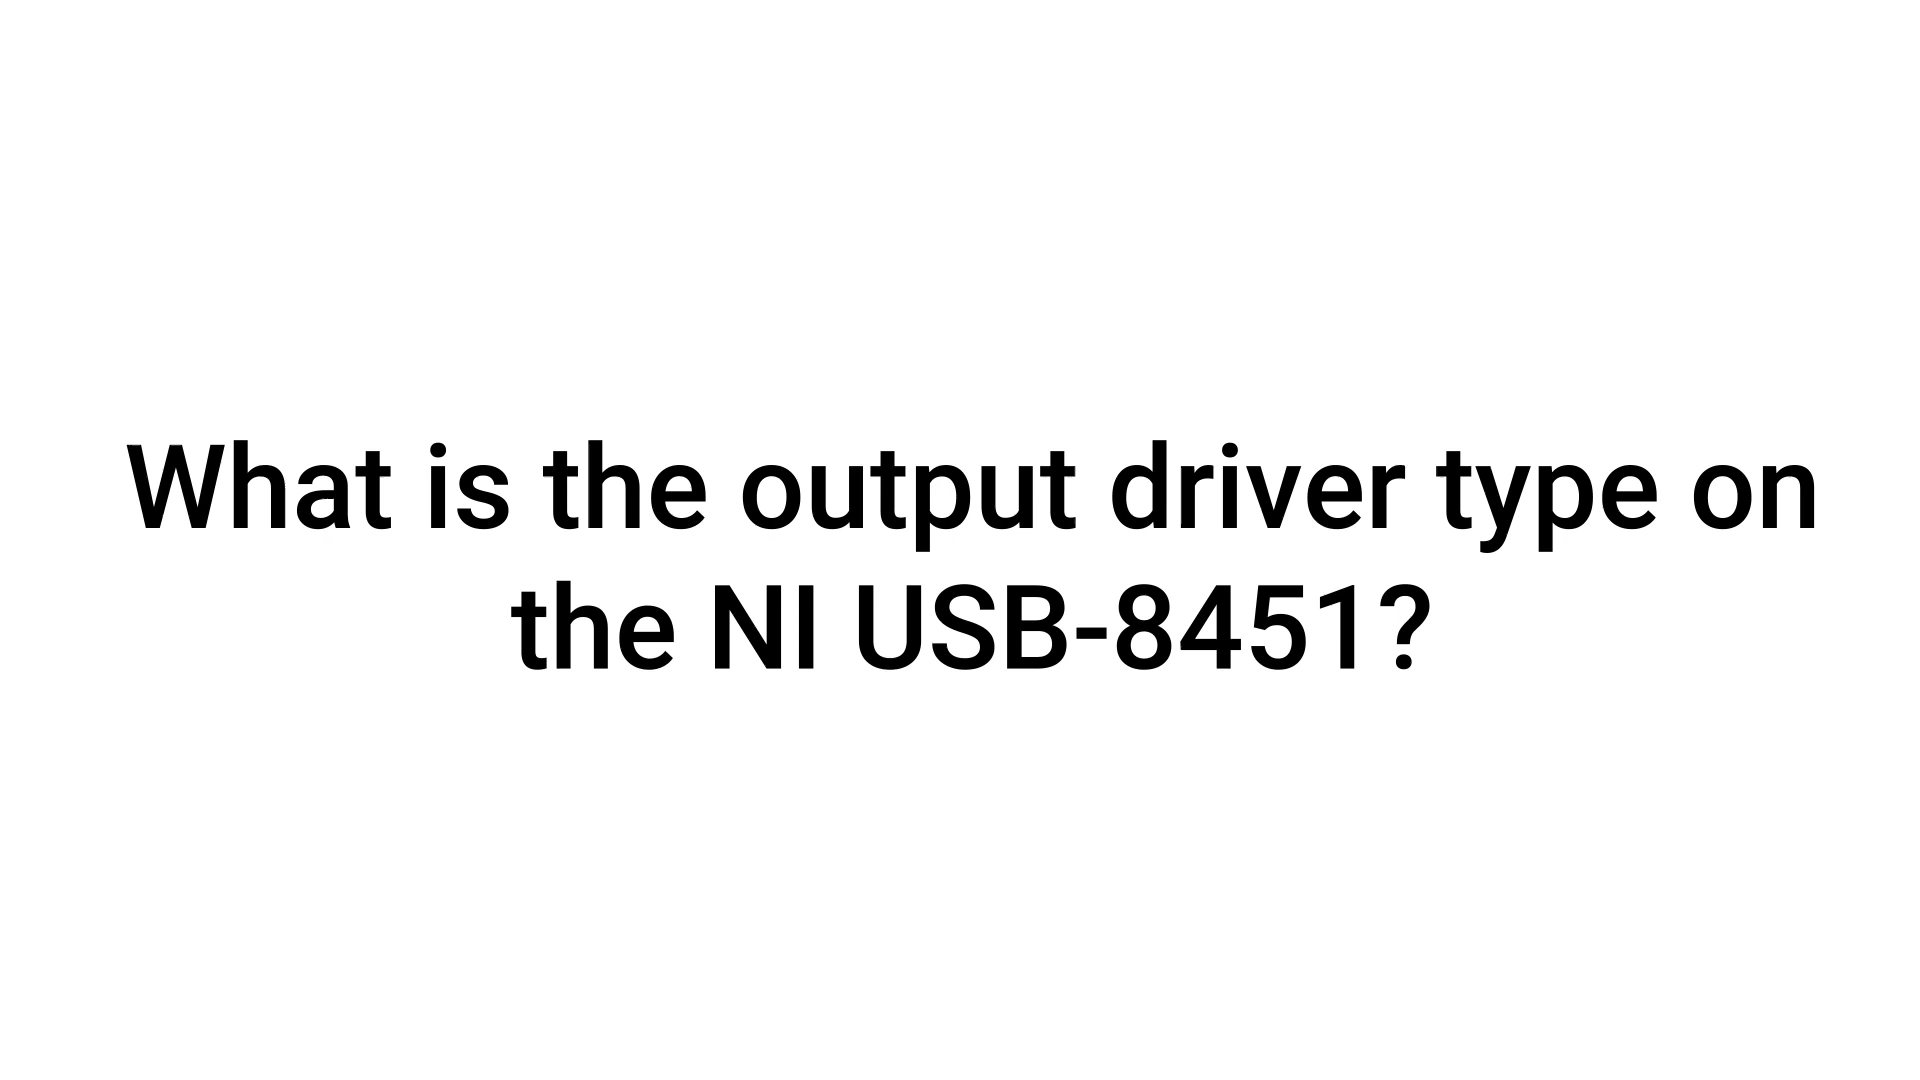 What is the output driver type on
the NI USB-8451?